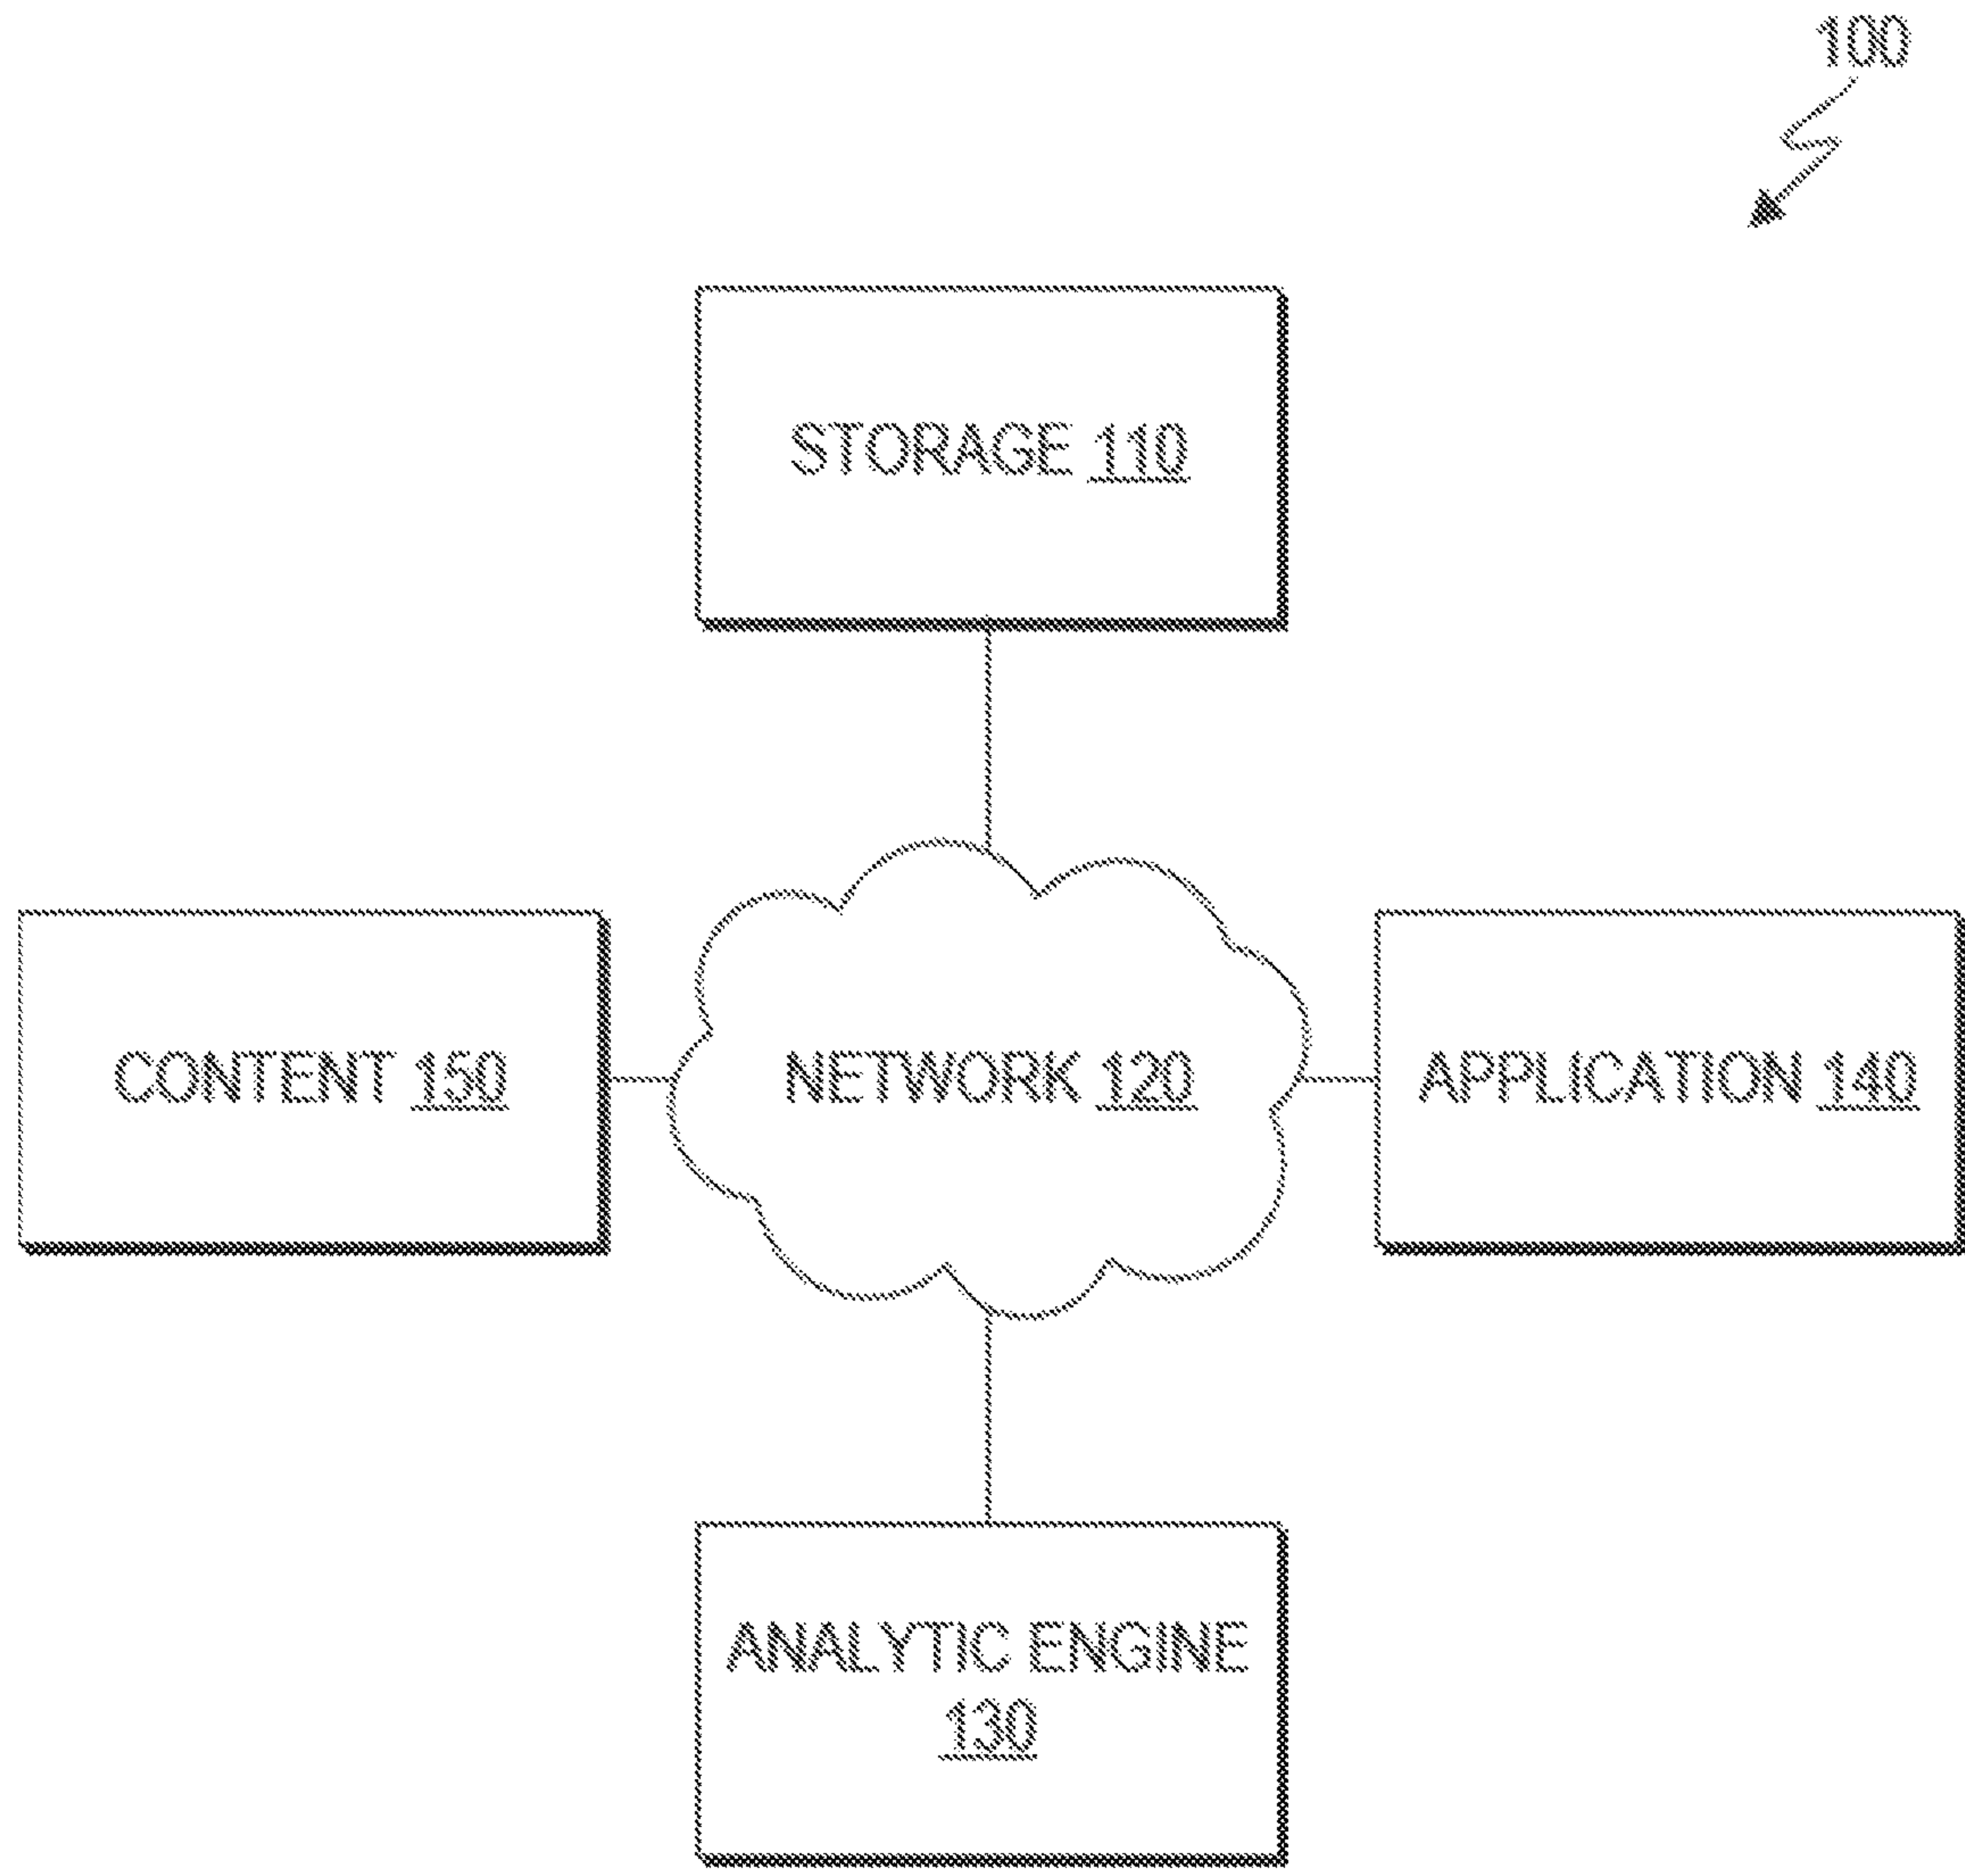 100
STORAGE 110
CONTENT 150
NETWORK 120
APPLICATION 140
ANALYTIC ENGINE
130